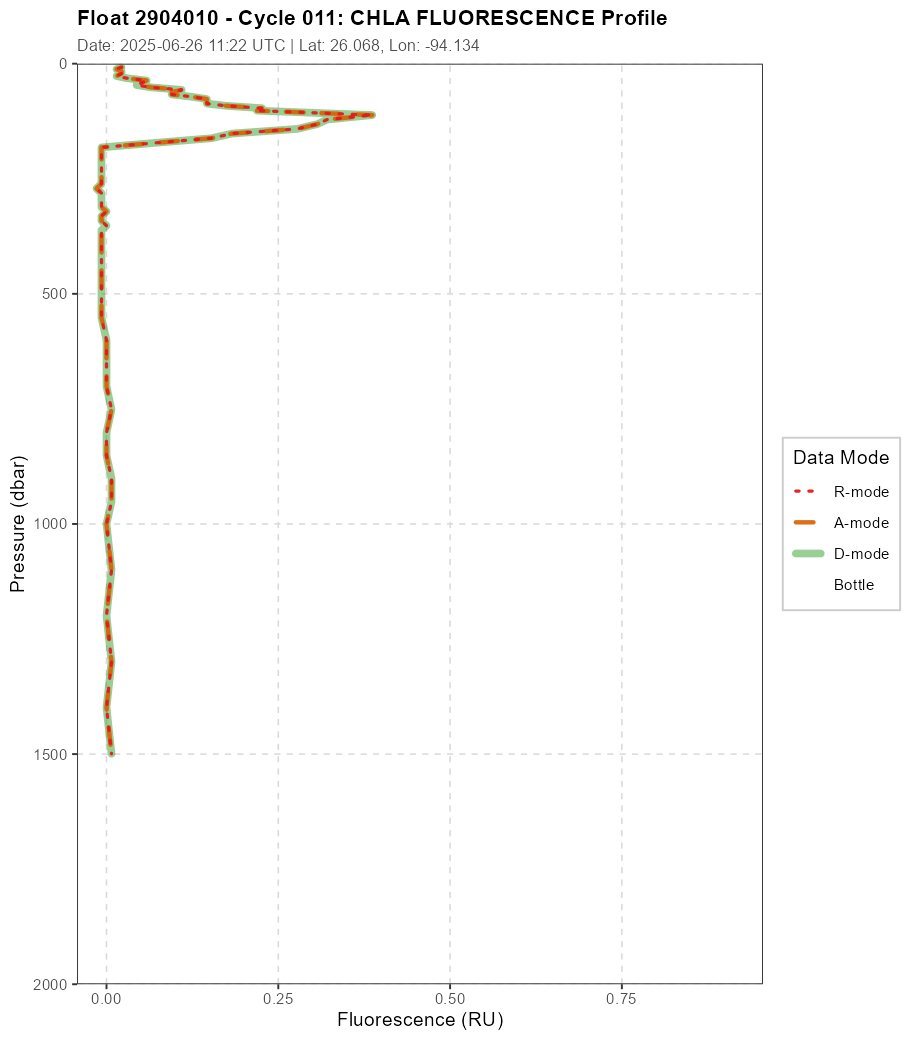 Float 2904010 - Cycle 011: CHLA FLUORESCENCE Profile
Date: 2025-06-26 11:22 UTC | Lat: 26.068, Lon: -94.134
0
500
1000
1500
2000
Pressure (dbar)
0.00 0.25 0.50 0.75
Fluorescence (RU)
Data Mode
R-mode
A-mode
D-mode
Bottle